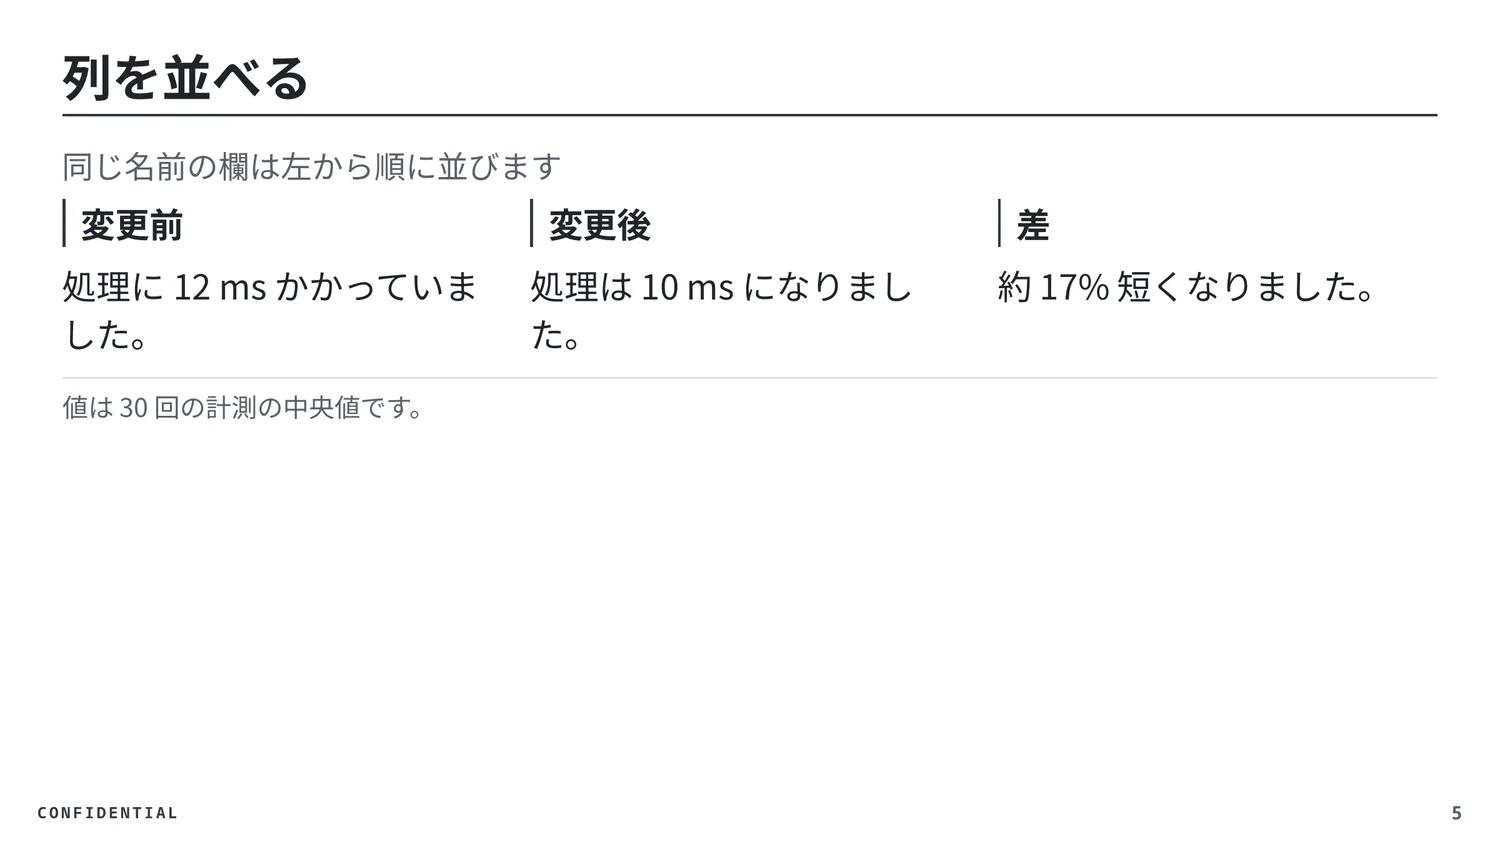 列を並べる
同じ名前の欄は左から順に並びます
変更前
処理に 12 ms かかっていま
した。
変更後
処理は 10 ms になりまし
た。
差
約 17% 短くなりました。
値は 30 回の計測の中央値です。
CONFIDENTIAL
5